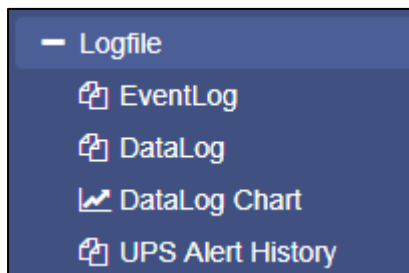 Logfile
EventLog
DataLog
DataLog Chart
UPS Alert History